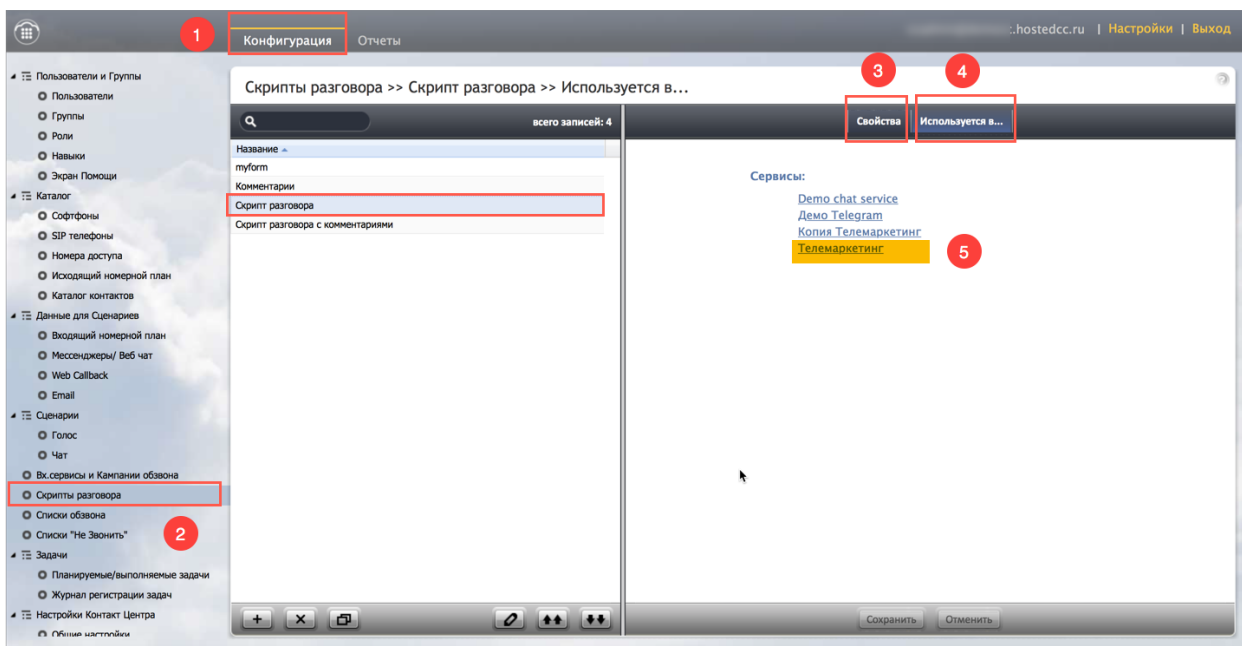 1
Конфигурация
Отчеты
.hostedcc.ru | Настройки | Выход
Пользователи и Группы
Пользователи
Группы
Роли
Навыки
Экран Помощи
Каталог
Софтфоны
SIP телефоны
Номера доступа
Исходящий номерной план
Каталог контактов
Данные для Сценариев
Входящий номерной план
Мессенджеры/ Веб чат
Web Callback
Email
Сценарии
Голос
Чат
Вх.сервисы и Кампании обзвона
Скрипты разговора
Списки обзвона
Списки "Не Звонить"
2
Задачи
Планируемые/выполняемые задачи
Журнал регистрации задач
Настройки Контакт Центра
Общие настройки
Скрипты разговора >> Скрипт разговора >> Используется в...
3
4
?
всего записей: 4
Свойства
Используется в...
Название
myform
Комментарии
Скрипт разговора
Скрипт разговора с комментариями
Сервисы:
Demo chat service
Демо Telegram
Копия Телемаркетинг
Телемаркетинг
5
Сохранить
Отменить